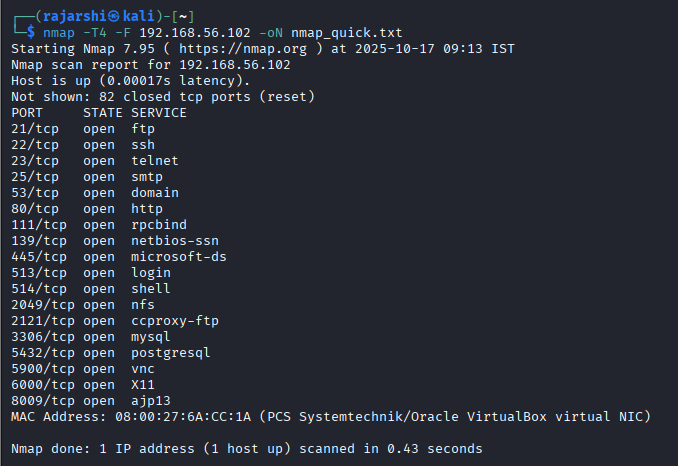 ┌──(rajarshi㉿kali)-[~]
└─$ nmap -T4 -F 192.168.56.102 -oN nmap_quick.txt
Starting Nmap 7.95 ( https://nmap.org ) at 2025-10-17 09:13 IST
Nmap scan report for 192.168.56.102
Host is up (0.00017s latency).
Not shown: 82 closed tcp ports (reset)
PORT     STATE SERVICE
21/tcp   open  ftp
22/tcp   open  ssh
23/tcp   open  telnet
25/tcp   open  smtp
53/tcp   open  domain
80/tcp   open  http
111/tcp  open  rpcbind
139/tcp  open  netbios-ssn
445/tcp  open  microsoft-ds
513/tcp  open  login
514/tcp  open  shell
2049/tcp open  nfs
2121/tcp open  ccproxy-ftp
3306/tcp open  mysql
5432/tcp open  postgresql
5900/tcp open  vnc
6000/tcp open  X11
8009/tcp open  ajp13
MAC Address: 08:00:27:6A:CC:1A (PCS Systemtechnik/Oracle VirtualBox virtual NIC)
Nmap done: 1 IP address (1 host up) scanned in 0.43 seconds